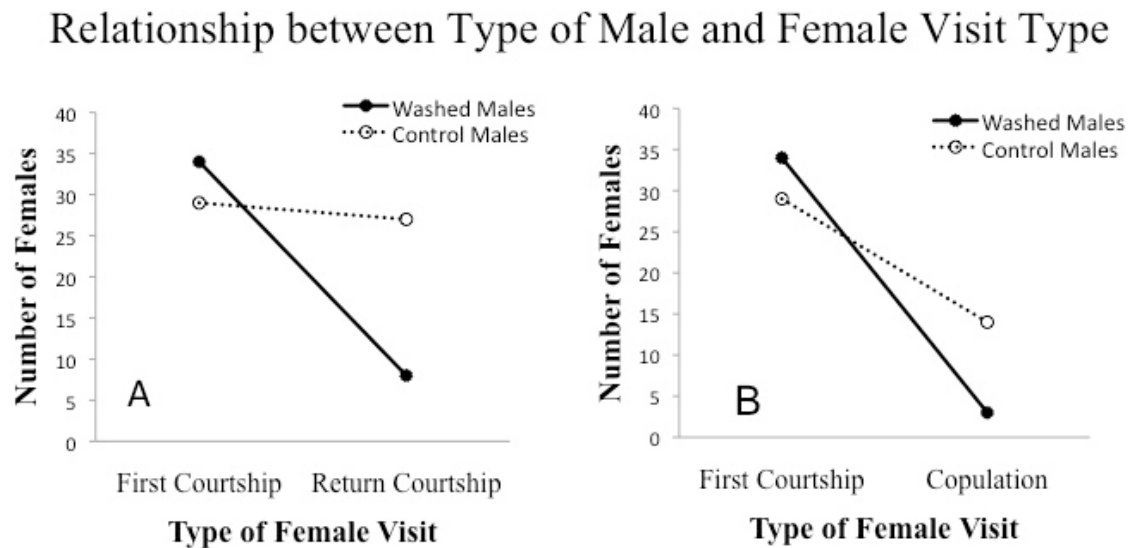 Relationship between Type of Male and Female Visit Type
Washed Males
Control Males
40
35
30
25
20
15
10
5
0
Number of Females
A
First Courtship Return Courtship
Type of Female Visit
Washed Males
Control Males
40
35
30
25
20
15
10
5
0
Number of Females
B
First Courtship Copulation
Type of Female Visit